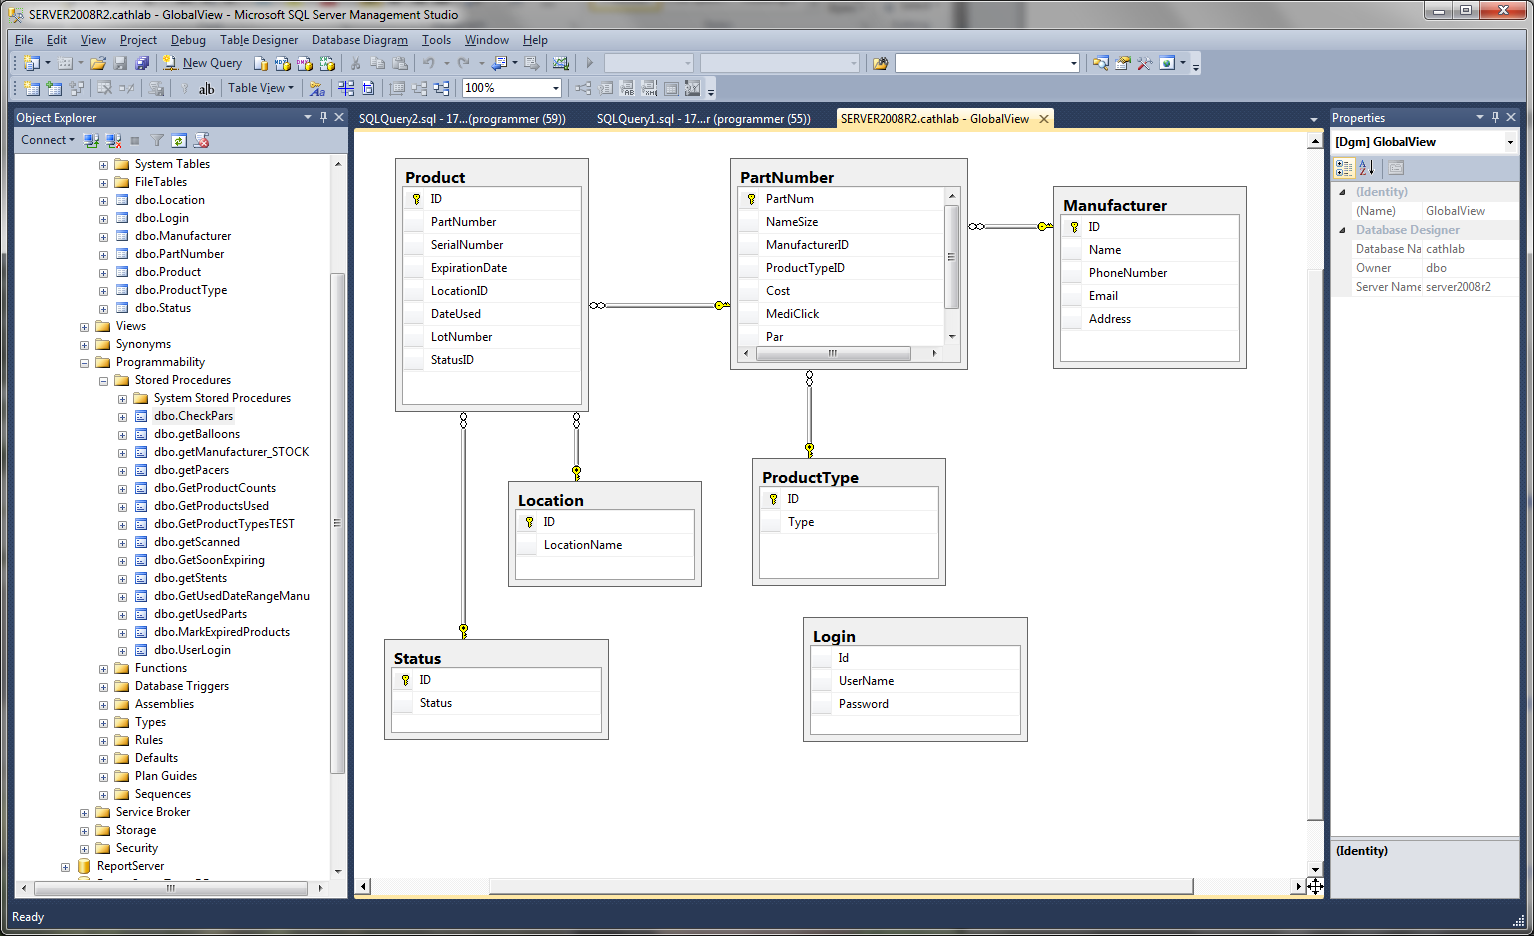 SERVER2008R2.cathlab - GlobalView - Microsoft SQL Server Management Studio
File Edit View Project Debug Table Designer Database Diagram Tools Window Help
New Query
ab Table View 100%
Object Explorer
Connect
System Tables
FileTables
dbo.Location
dbo.Login
dbo.Manufacturer
dbo.PartNumber
dbo.Product
dbo.ProductType
dbo.Status
Views
Synonyms
Programmability
Stored Procedures
System Stored Procedures
dbo.CheckPars
dbo.getBalloons
dbo.getManufacturer_STOCK
dbo.getPacers
dbo.GetProductCounts
dbo.GetProductsUsed
dbo.GetProductTypesTEST
dbo.getScanned
dbo.GetSoonExpiring
dbo.getStents
dbo.GetUsedDateRangeManu
dbo.getUsedParts
dbo.MarkExpiredProducts
dbo.UserLogin
Functions
Database Triggers
Assemblies
Types
Rules
Defaults
Plan Guides
Sequences
Service Broker
Storage
Security
ReportServer
SQLQuery2.sql - 17...(programmer (59)) SQLQuery1.sql - 17...r (programmer (55)) SERVER2008R2.cathlab - GlobalView
Product
ID
PartNumber
SerialNumber
ExpirationDate
LocationID
DateUsed
LotNumber
StatusID
PartNumber
PartNum
NameSize
ManufacturerID
ProductTypeID
Cost
MediClick
Par
Manufacturer
ID
Name
PhoneNumber
Email
Address
Location
ID
LocationName
ProductType
ID
Type
Status
ID
Status
Login
Id
UserName
Password
Properties
[Dgm] GlobalView
(Identity)
(Name) GlobalView
Database Designer
Database Na cathlab
Owner dbo
Server Name server2008r2
(Identity)
Ready